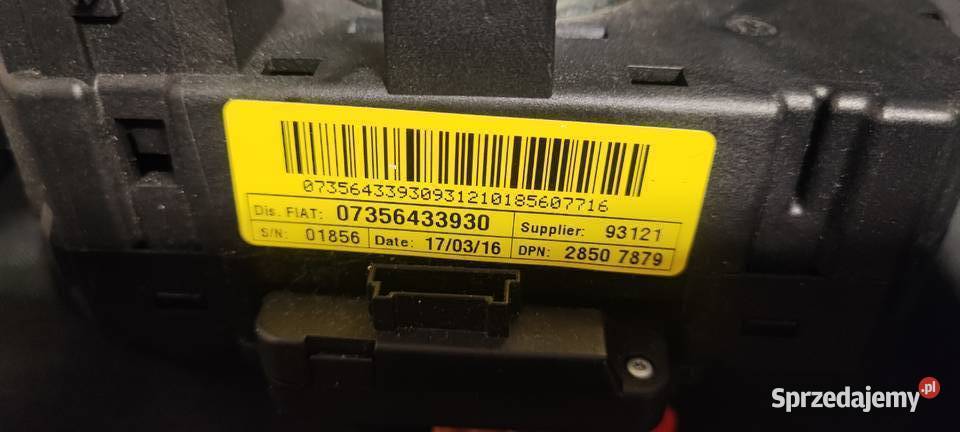 07356433930931210185607716
Dis. FIAT: 07356433930 Supplier: 93121
S/N: 01856 Date: 17/03/16 DPN: 2850 7879
Sprzedajemy.pl